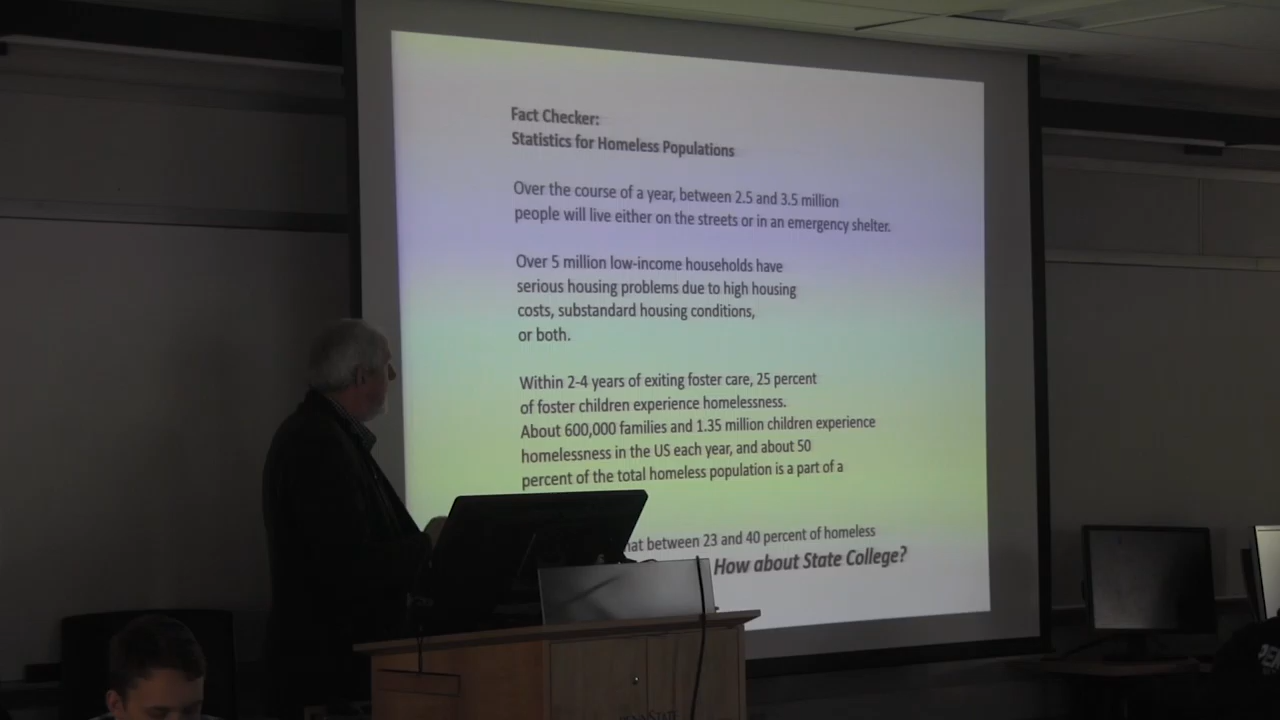 Fact Checker:
Statistics for Homeless Populations
Over the course of a year, between 2.5 and 3.5 million
people will live either on the streets or in an emergency shelter.
Over 5 million low-income households have
serious housing problems due to high housing
costs, substandard housing conditions,
or both.
Within 2-4 years of exiting foster care, 25 percent
of foster children experience homelessness.
About 600,000 families and 1.35 million children experience
homelessness in the US each year, and about 50
percent of the total homeless population is a part of a
between 23 and 40 percent of homeless
How about State College?